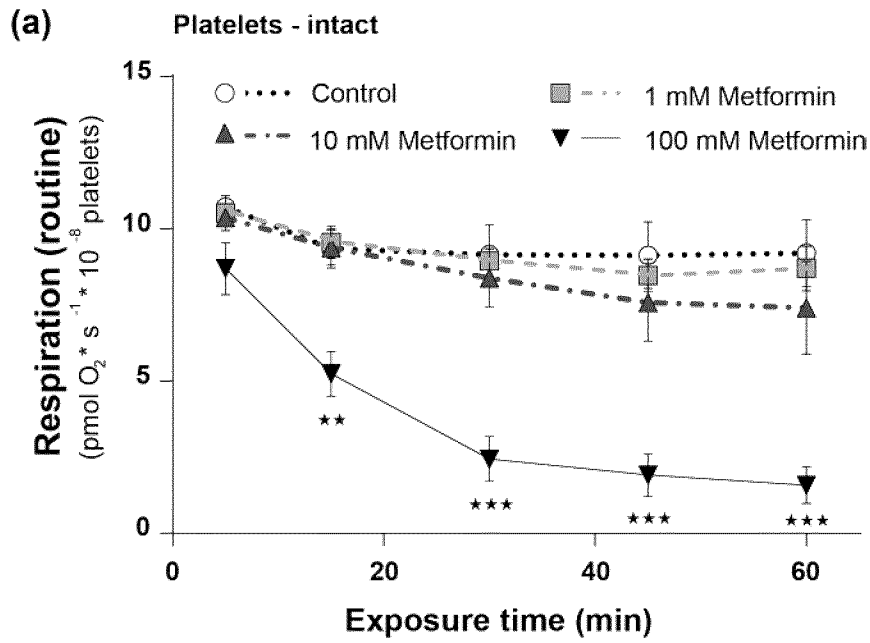 (a)
Platelets - intact
15
Control
1 mM Metformin
10 mM Metformin
100 mM Metformin
Respiration (routine)
(pmol O₂ * s⁻¹ * 10⁻⁸ platelets)
10
5
★★
★★★
★★★
★★★
0
0
20
40
60
Exposure time (min)